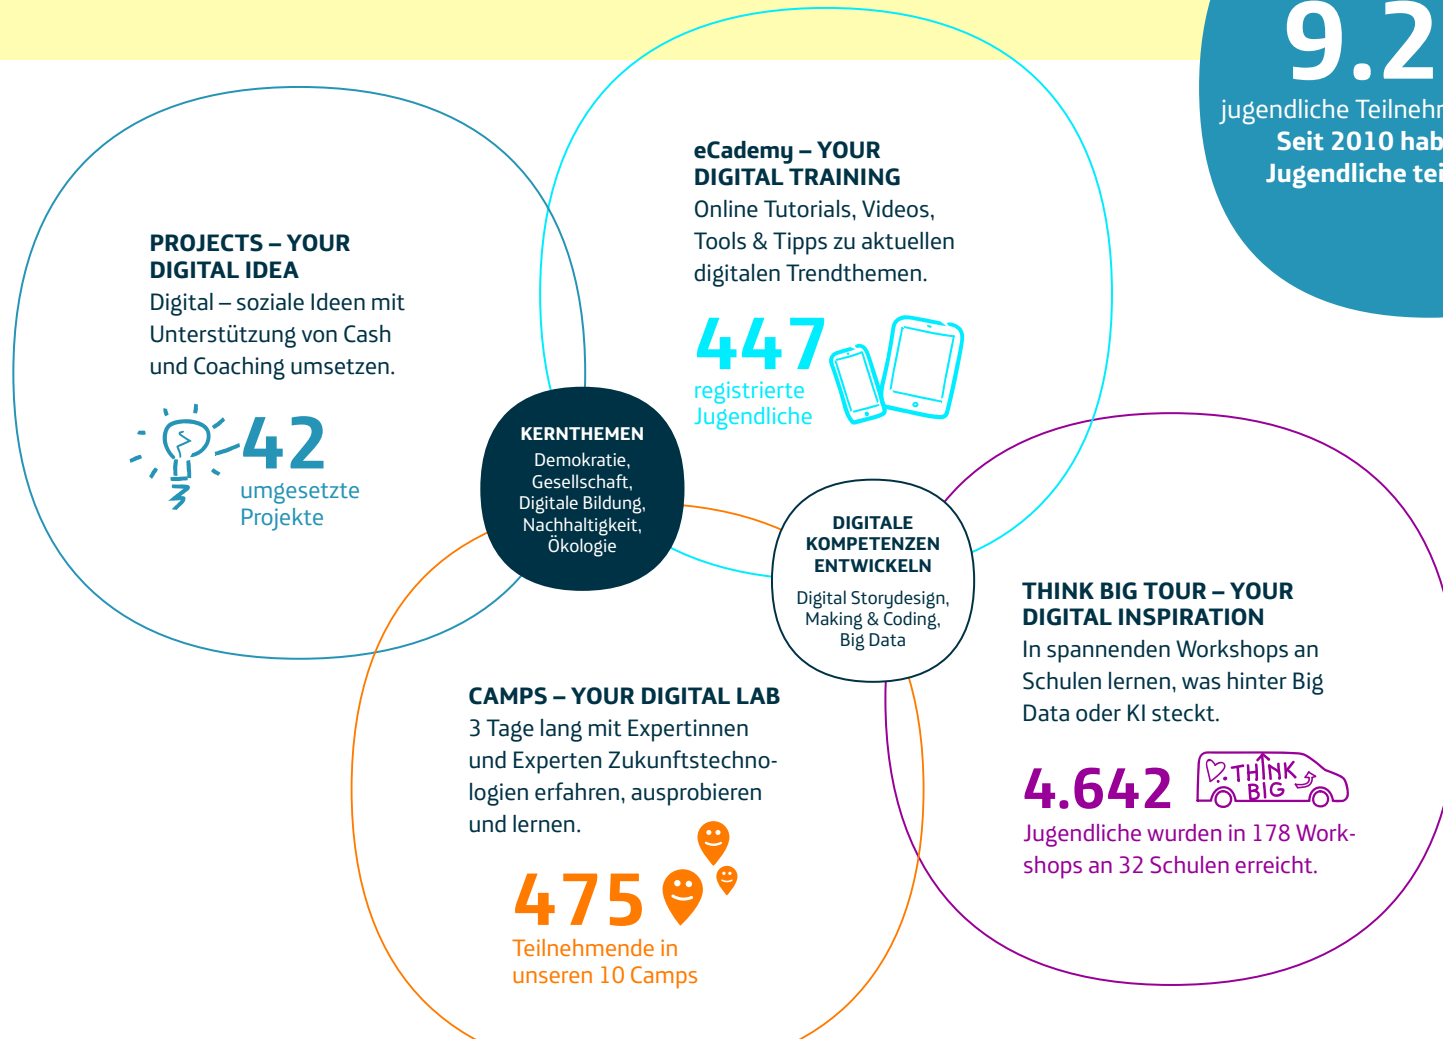 9.2
jugendliche
Seit 2010
Jugendliche
eCademy – YOUR
DIGITAL TRAINING
Online Tutorials, Videos,
Tools & Tipps zu aktuellen
digitalen Trendthemen.
447
registrierte
Jugendliche
PROJECTS – YOUR
DIGITAL IDEA
Digital – soziale Ideen mit
Unterstützung von Cash
und Coaching umsetzen.
42
umgesetzte
Projekte
KERNTHEMEN
Demokratie,
Gesellschaft,
Digitale Bildung,
Nachhaltigkeit,
Ökologie
DIGITALE
KOMPETENZEN
ENTWICKELN
Digital Storydesign,
Making & Coding,
Big Data
THINK BIG TOUR – YOUR
DIGITAL INSPIRATION
In spannenden Workshops an
Schulen lernen, was hinter Big
Data oder KI steckt.
4.642
THINK
BIG
Jugendliche wurden in 178 Work-
shops an 32 Schulen erreicht.
CAMPS – YOUR DIGITAL LAB
3 Tage lang mit Expertinnen
und Experten Zukunftstechno-
logien erfahren, ausprobieren
und lernen.
475
Teilnehmende in
unseren 10 Camps